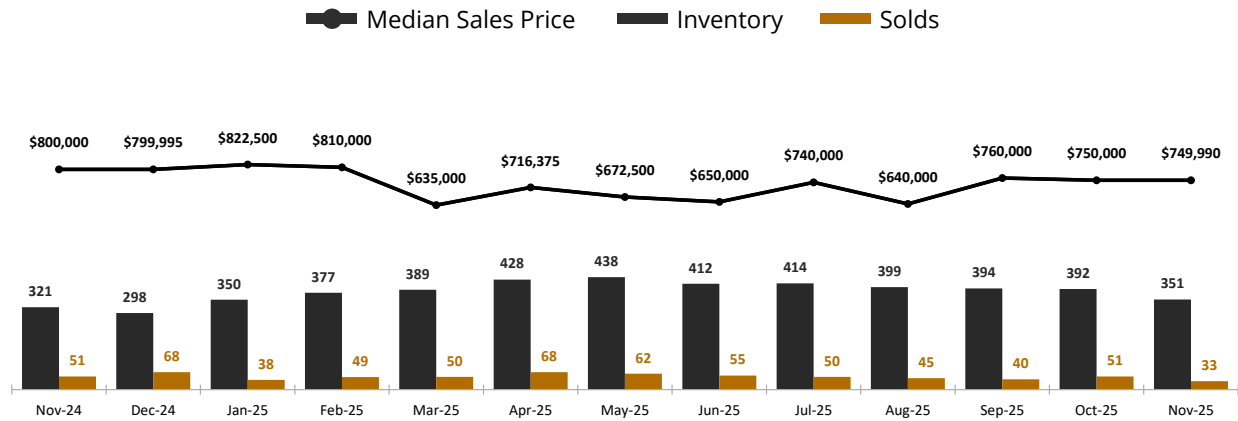 Median Sales Price Inventory Solds
$800,000 $799,995 $822,500 $810,000 $635,000 $716,375 $672,500 $650,000 $740,000 $640,000 $760,000 $750,000 $749,990
321 298 350 377 389 428 438 412 414 399 394 392 351
51 68 38 49 50 68 62 55 50 45 40 51 33
Nov-24 Dec-24 Jan-25 Feb-25 Mar-25 Apr-25 May-25 Jun-25 Jul-25 Aug-25 Sep-25 Oct-25 Nov-25